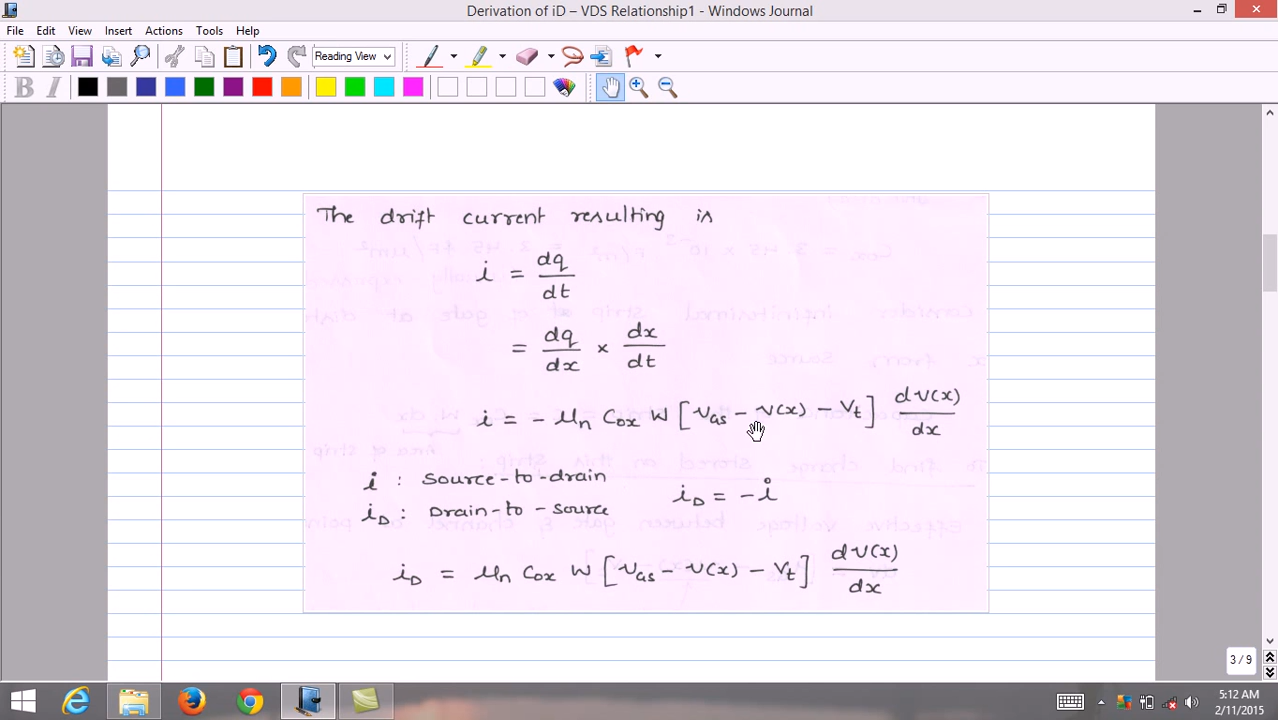 Derivation of iD – VDS Relationship1 - Windows Journal
File Edit View Insert Actions Tools Help
Reading View
B I
The drift current resulting is
i = dq/dt
= dq/dx × dx/dt
i = - μn Cox W [vGS - v(x) - Vt] dv(x)/dx
i : source-to-drain
iD = -i
iD : Drain-to-source
iD = μn Cox W [vGS - v(x) - Vt] dv(x)/dx
3 / 9
5:12 AM
2/11/2015